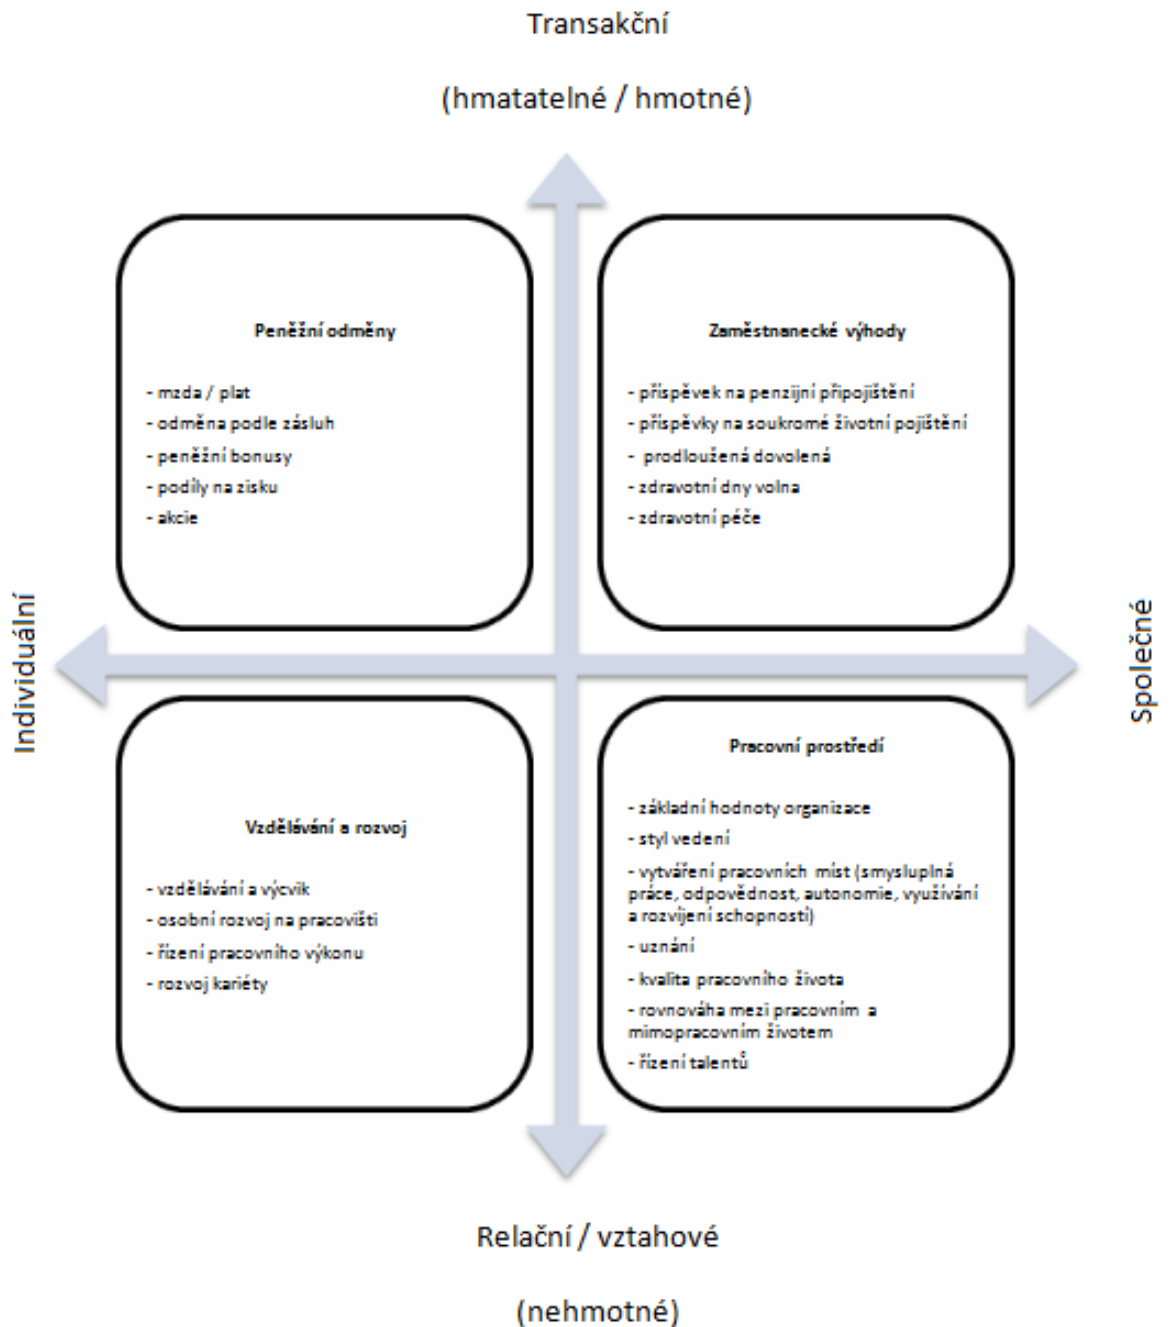 Transakční
(hmatatelné / hmotné)
Peněžní odměny
- mzda / plat
- odměna podle zásluh
- peněžní bonusy
- podíly na zisku
- akcie
Zaměstnanecké výhody
- příspěvek na penzijní připojištění
- příspěvky na soukromé životní pojištění
- prodloužená dovolená
- zdravotní dny volna
- zdravotní péče
Individuální
Společné
Vzdělávání a rozvoj
- vzdělávání a výcvik
- osobní rozvoj na pracovišti
- řízení pracovního výkonu
- rozvoj kariéty
Pracovní prostředí
- základní hodnoty organizace
- styl vedení
- vytváření pracovních míst (smysluplná
práce, odpovědnost, autonomie, využívání
a rozvíjení schopností)
- uznání
- kvalita pracovního života
- rovnováha mezi pracovním a
mimopracovním životem
- řízení talentů
Relační / vztahové
(nehmotné)